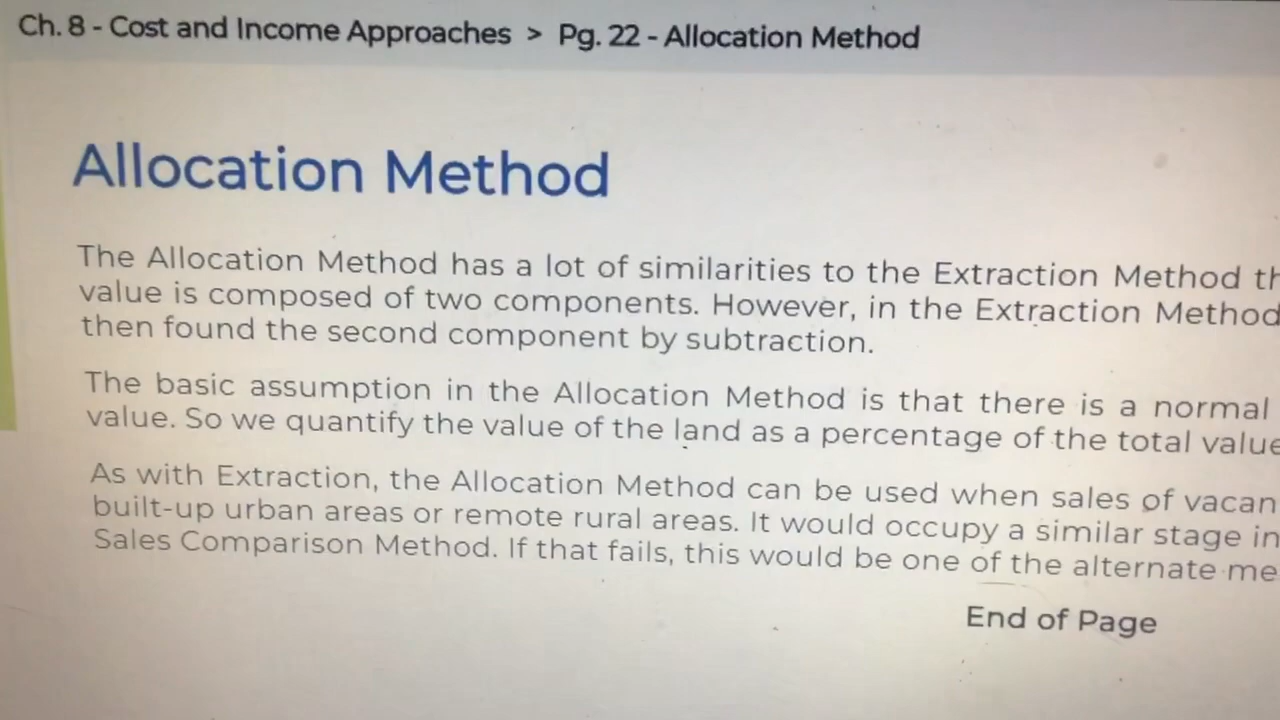 Ch. 8 - Cost and Income Approaches > Pg. 22 - Allocation Method
Allocation Method
The Allocation Method has a lot of similarities to the Extraction Method
value is composed of two components. However, in the Extraction Method
then found the second component by subtraction.
The basic assumption in the Allocation Method is that there is a normal
value. So we quantify the value of the land as a percentage of the total value
As with Extraction, the Allocation Method can be used when sales of
built-up urban areas or remote rural areas. It would occupy a similar stage in
Sales Comparison Method. If that fails, this would be one of the alternate
End of Page